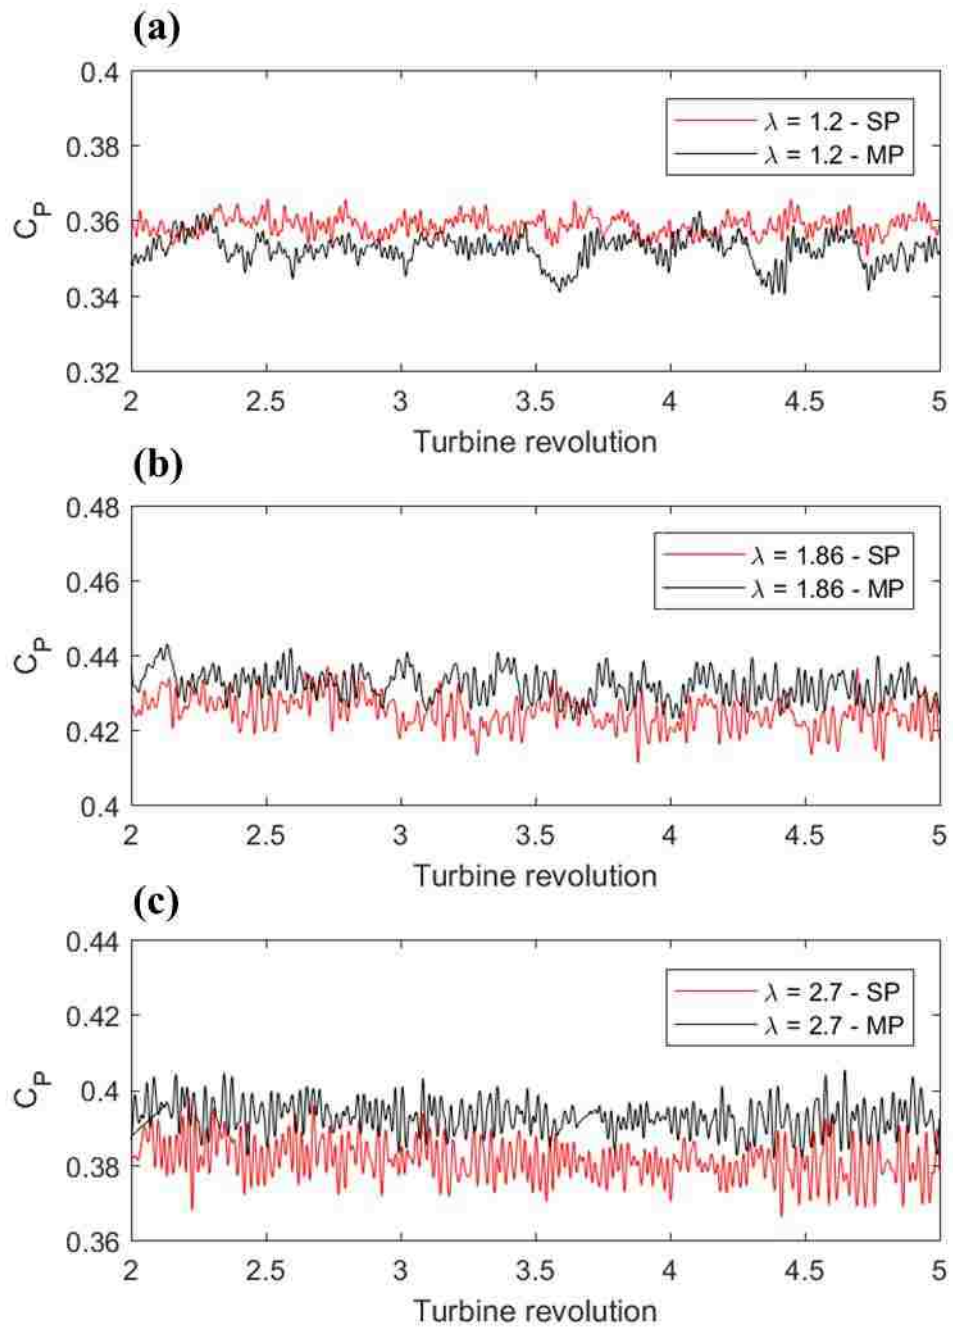 (a)
0.4
0.38
0.36
0.34
0.32
C_P
λ = 1.2 - SP
λ = 1.2 - MP
2 2.5 3 3.5 4 4.5 5
Turbine revolution
(b)
0.48
0.46
0.44
0.42
0.4
C_P
λ = 1.86 - SP
λ = 1.86 - MP
2 2.5 3 3.5 4 4.5 5
Turbine revolution
(c)
0.44
0.42
0.4
0.38
0.36
C_P
λ = 2.7 - SP
λ = 2.7 - MP
2 2.5 3 3.5 4 4.5 5
Turbine revolution